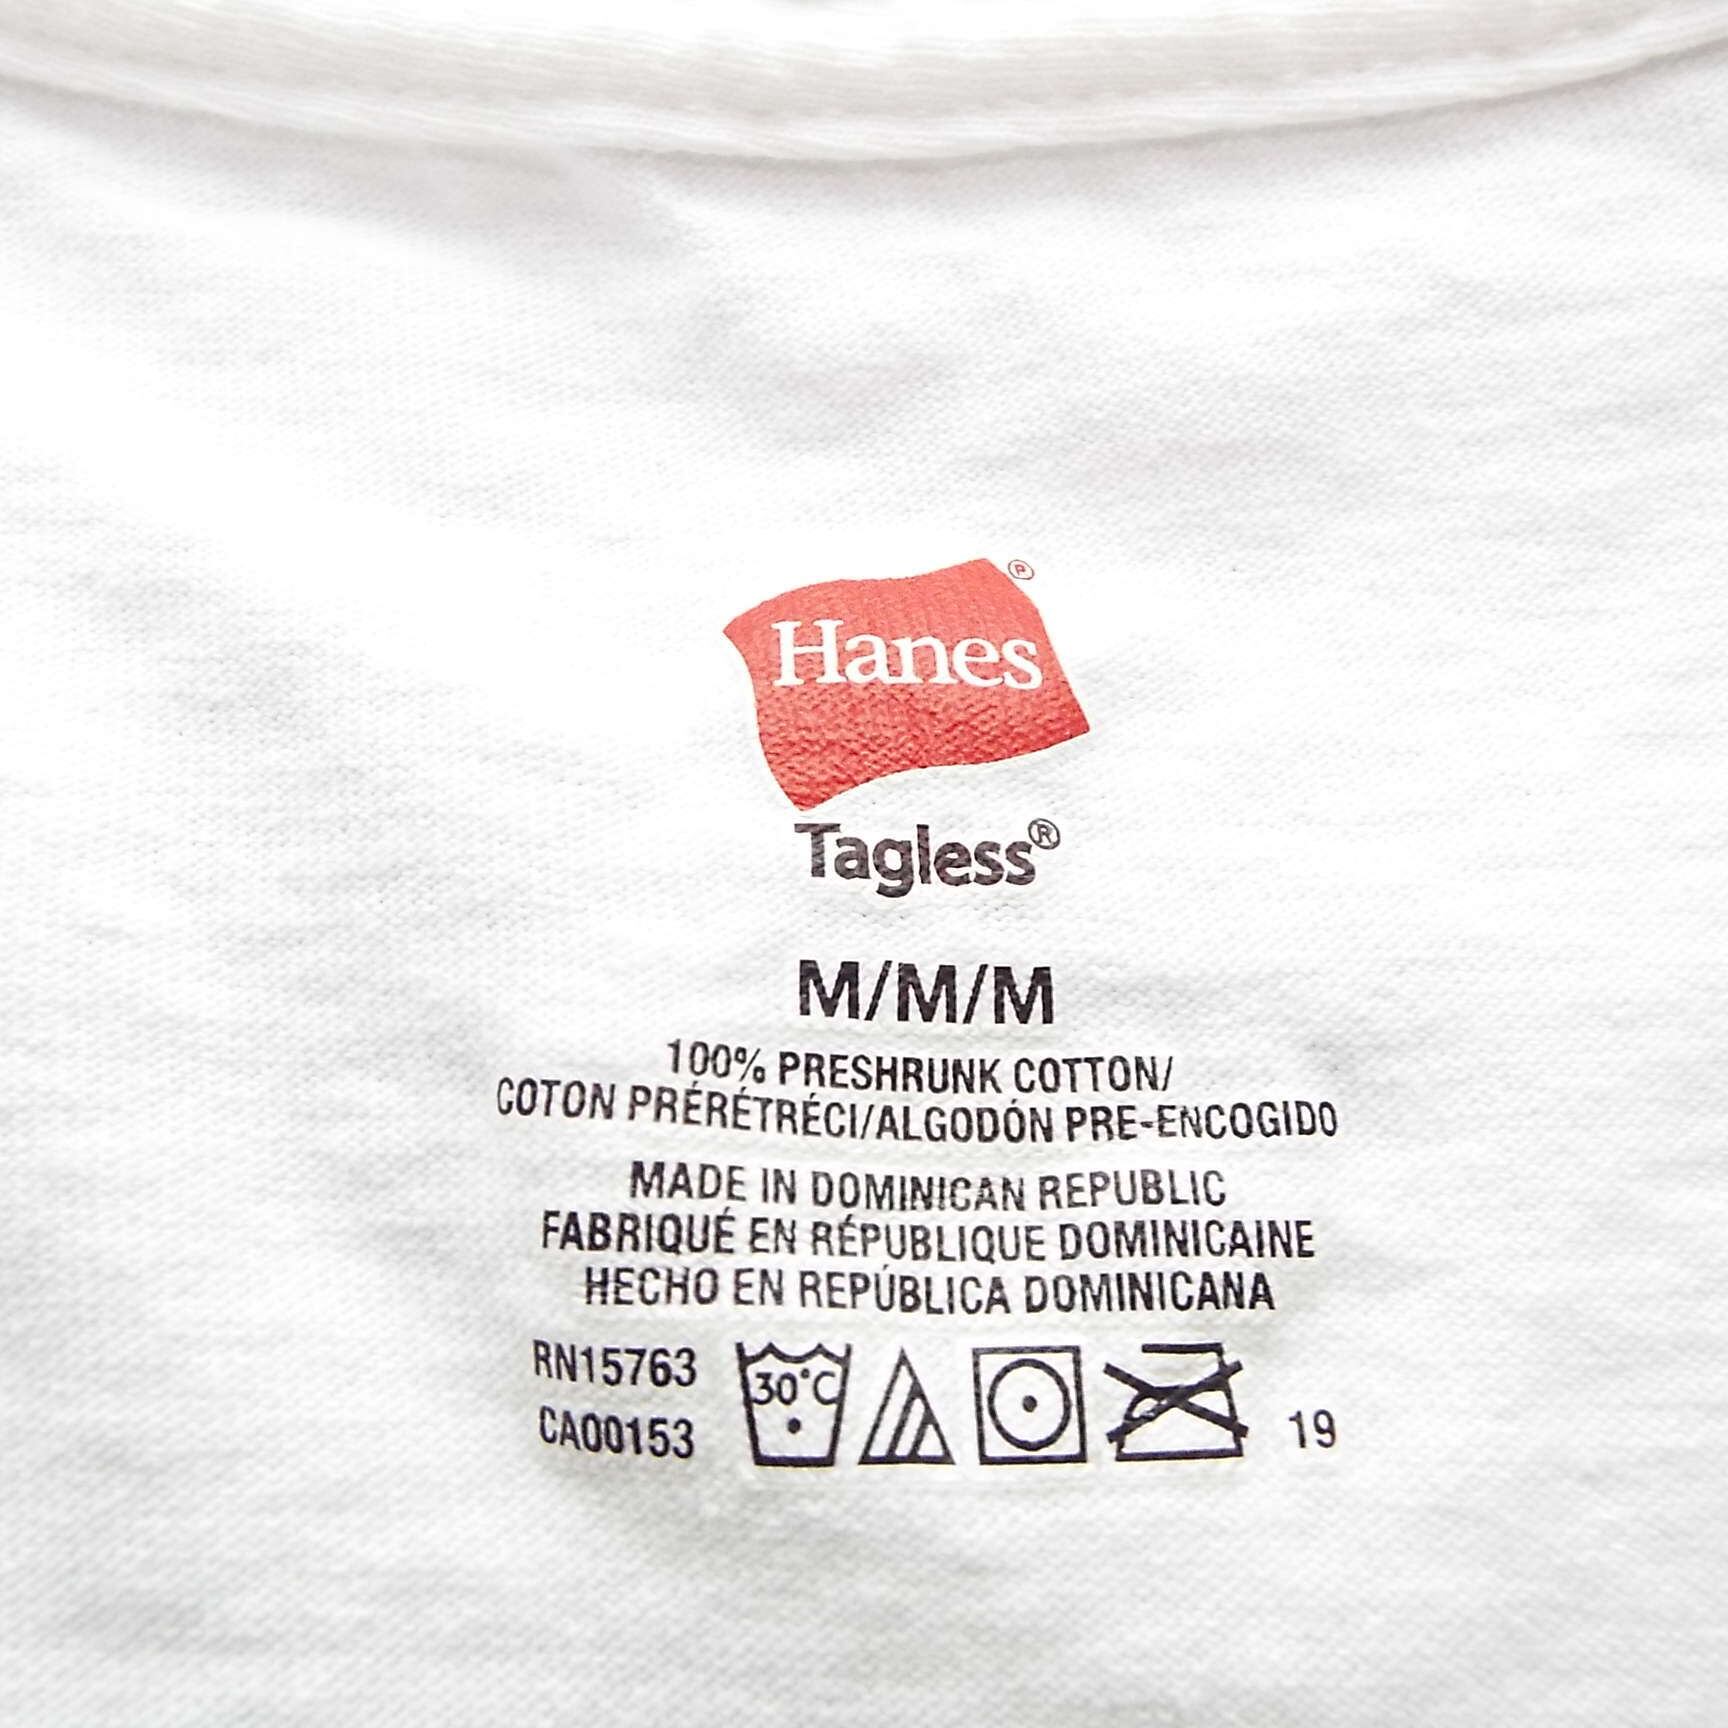 Hanes®
Tagless®
M/M/M
100% PRESHRUNK COTTON/
COTON PRÉRÉTRÉCI/ALGODÓN PRE-ENCOGIDO
MADE IN DOMINICAN REPUBLIC
FABRIQUÉ EN RÉPUBLIQUE DOMINICAINE
HECHO EN REPÚBLICA DOMINICANA
RN15763
30°C
CA00153
19